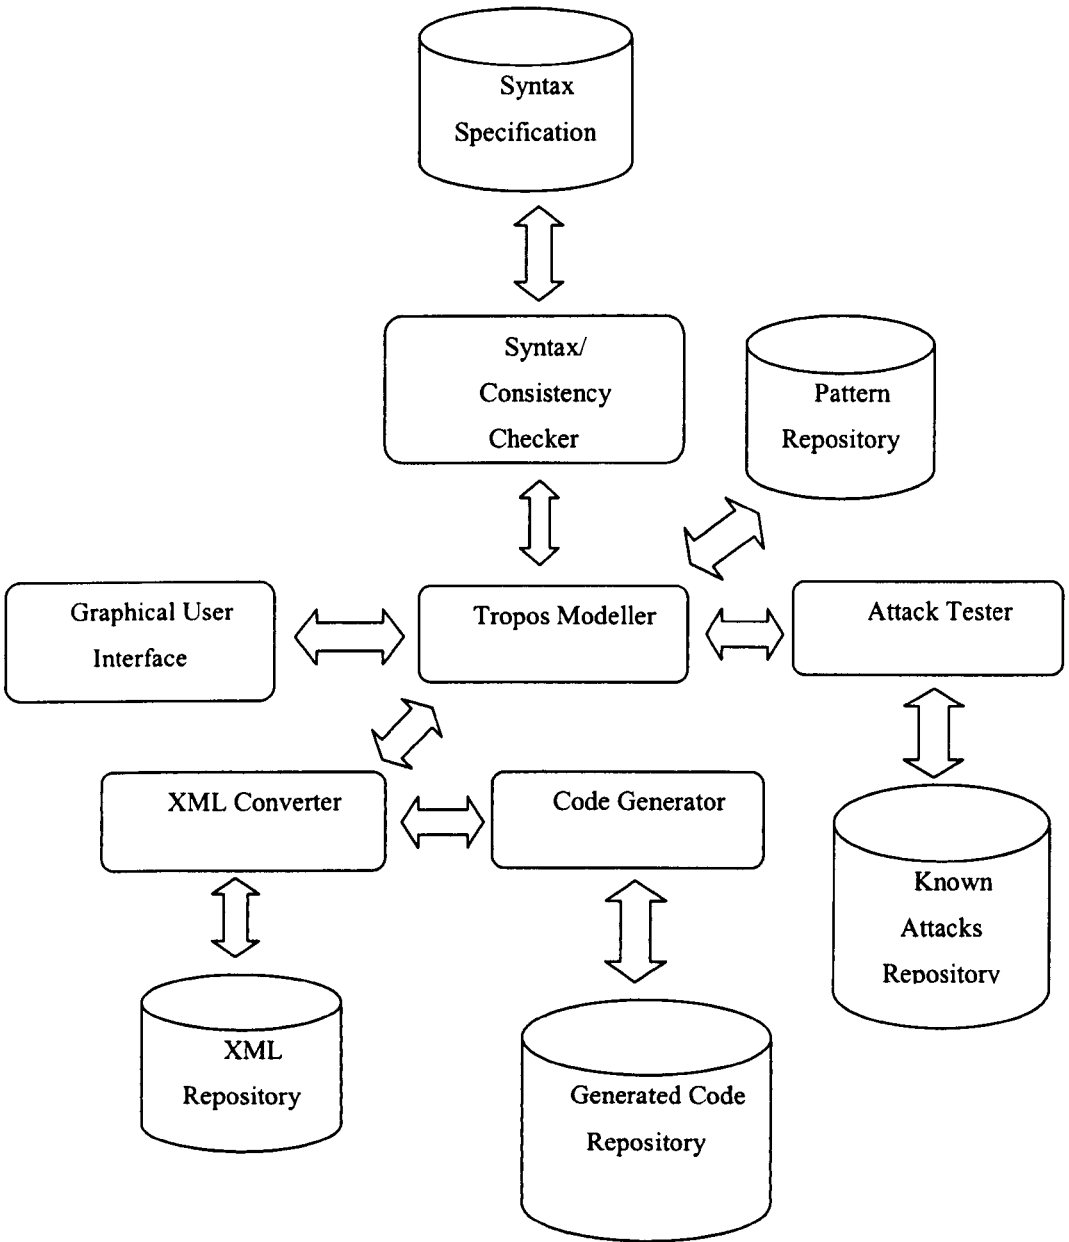 Syntax
Specification
Syntax/
Consistency
Checker
Pattern
Repository
Graphical User
Interface
Tropos Modeller
Attack Tester
XML Converter
Code Generator
Known
Attacks
Repository
XML
Repository
Generated Code
Repository